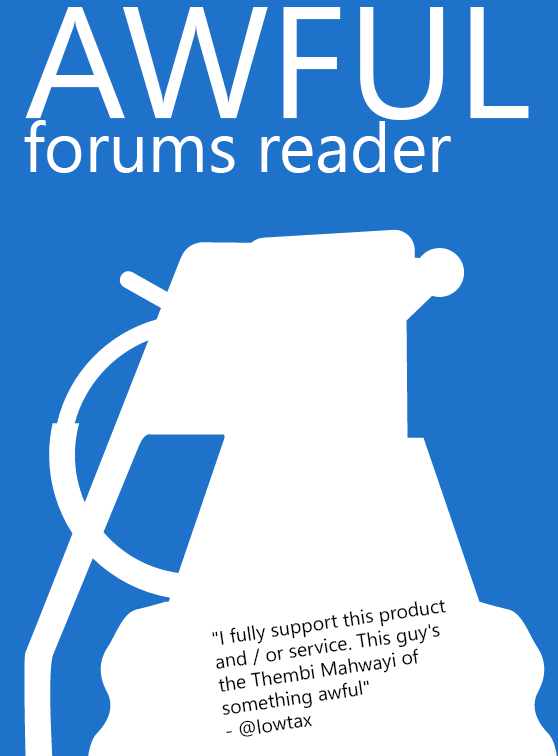 AWFUL
forums reader
"I fully support this product
and / or service. This guy's
the Thembi Mahwayi of
something awful"
- @lowtax